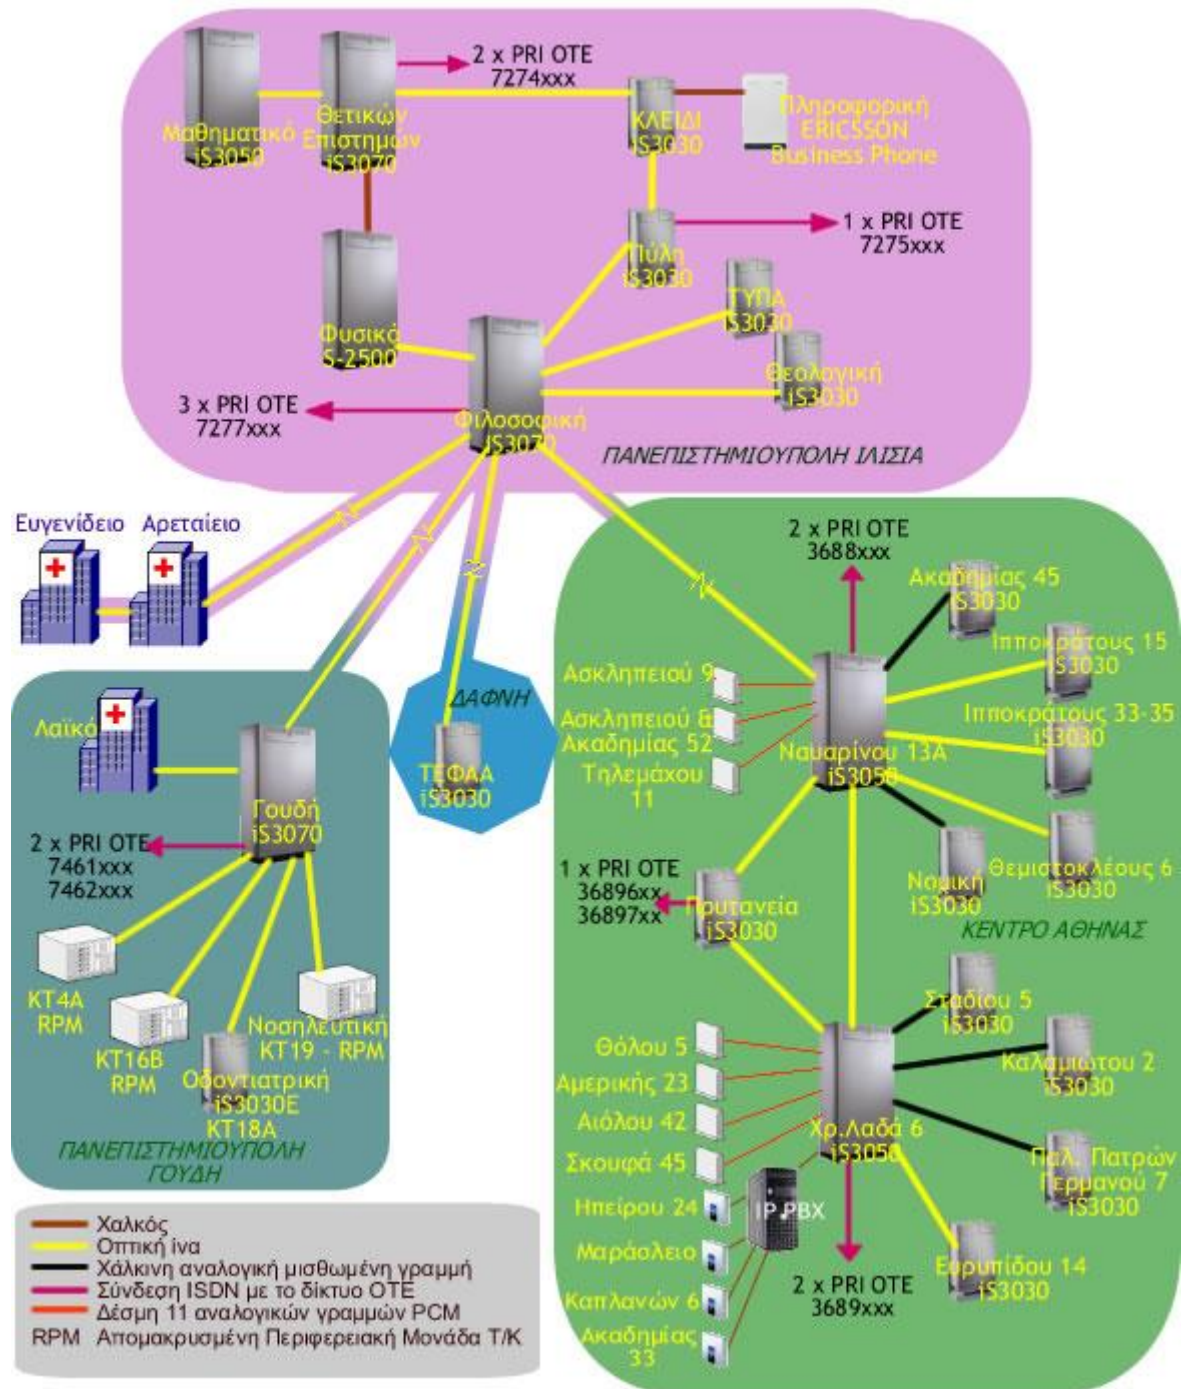 2 x PRI OTE
7274xxx
Μαθηματικό
iS3050
Θετικών
Επιστημών
iS3070
ΚΛΕΙΔΙ
iS3030
Πληροφορική
ERICSSON
Business Phone
1 x PRI OTE
7275xxx
Πύλη
iS3030
ΤΥΠΑ
iS3030
Φυσικό
S-2500
Θεολογική
iS3030
3 x PRI OTE
7277xxx
Φιλοσοφική
iS3070
ΠΑΝΕΠΙΣΤΗΜΙΟΥΠΟΛΗ ΙΛΙΣΙΑ
Ευγενίδειο
Αρεταίειο
2 x PRI OTE
3688xxx
Ακαδημίας 45
iS3030
Ιπποκράτους 15
iS3030
Ασκληπειού 9
Ασκληπειού &
Ακαδημίας 52
Τηλεμάχου
11
Ιπποκράτους 33-35
iS3030
Ναυαρίνου 13Α
iS3050
ΔΑΦΝΗ
ΤΕΦΑΑ
iS3030
Λαϊκό
Γουδή
iS3070
2 x PRI OTE
7461xxx
7462xxx
1 x PRI OTE
36896xx
36897xx
Πρυτανεία
iS3030
Νομική
iS3030
Θεμιστοκλέους 6
iS3030
ΚΕΝΤΡΟ ΑΘΗΝΑΣ
ΚΤ4Α
RPM
ΚΤ16Β
RPM
Νοσηλευτική
ΚΤ19 - RPM
Οδοντιατρική
iS3030E
ΚΤ18Α
ΠΑΝΕΠΙΣΤΗΜΙΟΥΠΟΛΗ
ΓΟΥΔΗ
Σταδίου 5
iS3030
Καλαμιώτου 2
iS3030
Θόλου 5
Αμερικής 23
Αιόλου 42
Σκουφά 45
Χρ.Λαδά 6
iS3050
Παλ. Πατρών
Γερμανού 7
iS3030
Ηπείρου 24
IP PBX
Μαράσλειο
Καπλανών 6
Ακαδημίας
33
Ευρυπίδου 14
iS3030
2 x PRI OTE
3689xxx
Χαλκός
Οπτική ίνα
Χάλκινη αναλογική μισθωμένη γραμμή
Σύνδεση ISDN με το δίκτυο ΟΤΕ
Δέσμη 11 αναλογικών γραμμών PCM
RPM Απομακρυσμένη Περιφερειακή Μονάδα Τ/Κ